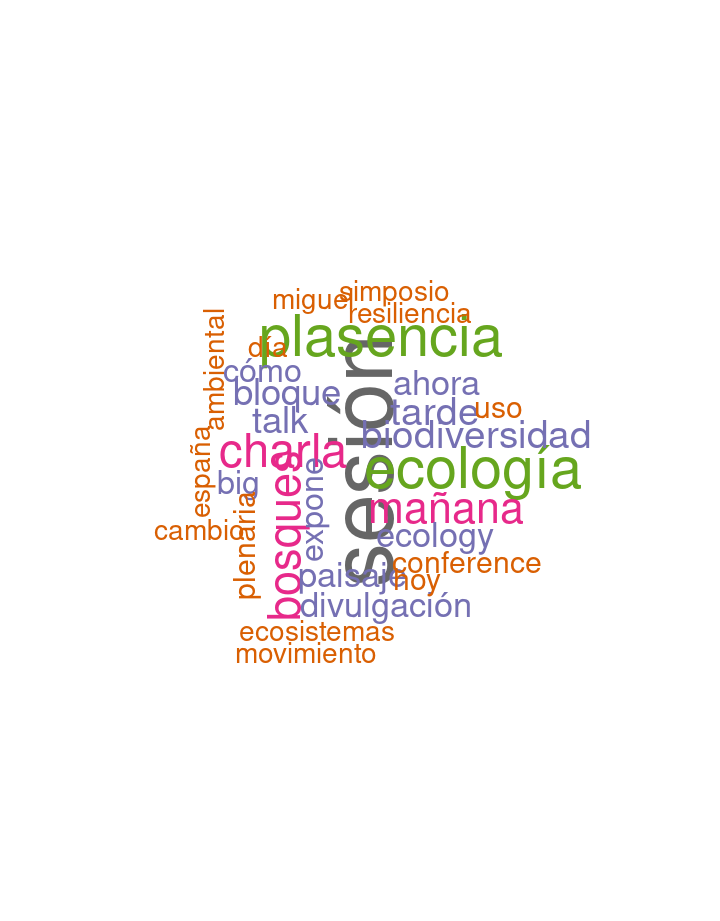 simposio
miguel
resiliencia
plasencia
día
ambiental
cómo
ahora
bloque
tarde
uso
talk
sesión
biodiversidad
charla
ecología
españa
big
bosques
expone
mañana
cambio
plenaria
ecology
conference
paisaje
hoy
divulgación
ecosistemas
movimiento